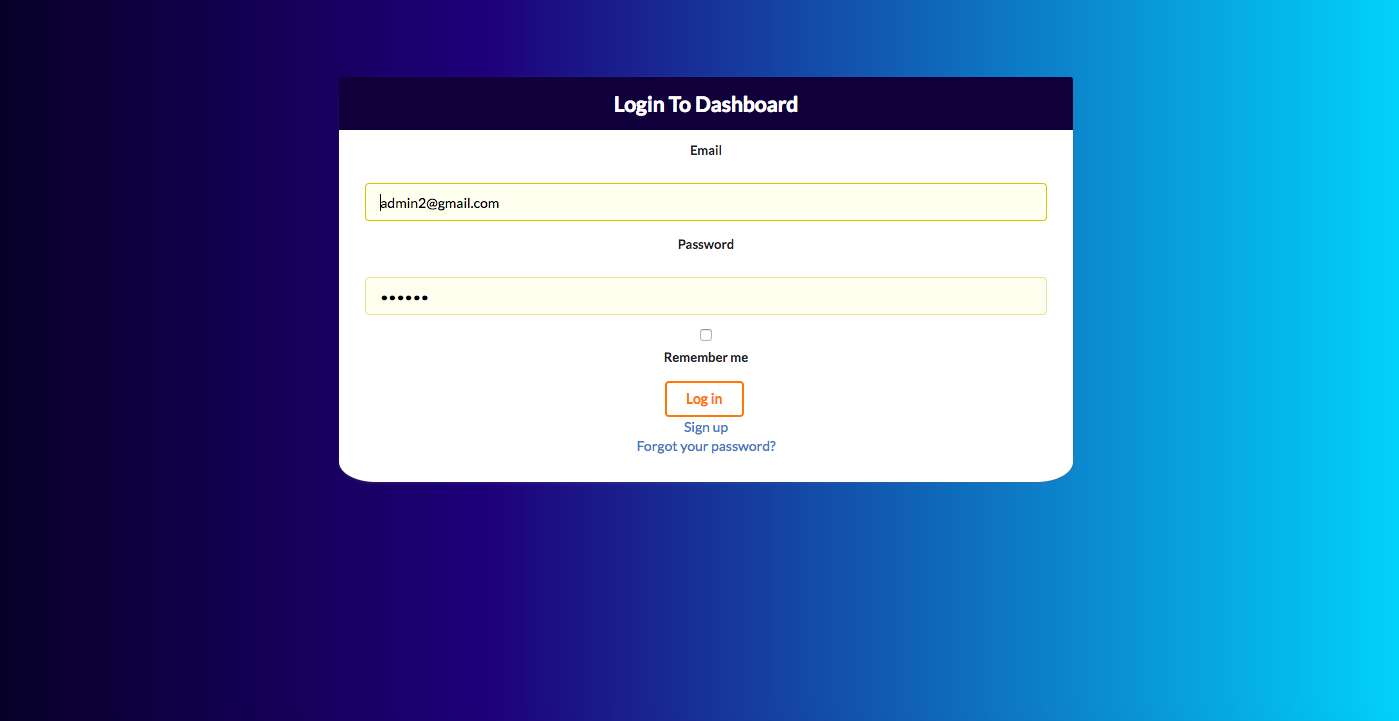 Login To Dashboard
Email
admin2@gmail.com
Password
••••••
Remember me
Log in
Sign up
Forgot your password?